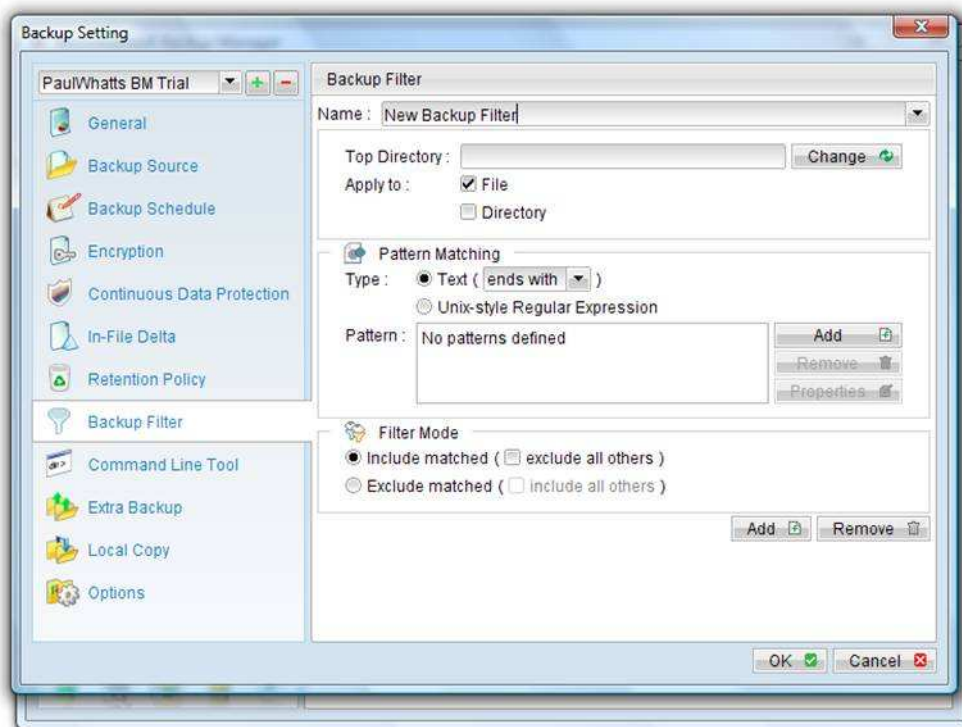 Backup Setting
PaulWhatts BM Trial
General
Backup Source
Backup Schedule
Encryption
Continuous Data Protection
In-File Delta
Retention Policy
Backup Filter
Command Line Tool
Extra Backup
Local Copy
Options
Backup Filter
Name : New Backup Filter
Top Directory : Change
Apply to : File
Directory
Pattern Matching
Type : Text ( ends with )
Unix-style Regular Expression
Pattern : No patterns defined
Add
Remove
Properties
Filter Mode
Include matched ( exclude all others )
Exclude matched ( include all others )
Add Remove
OK Cancel